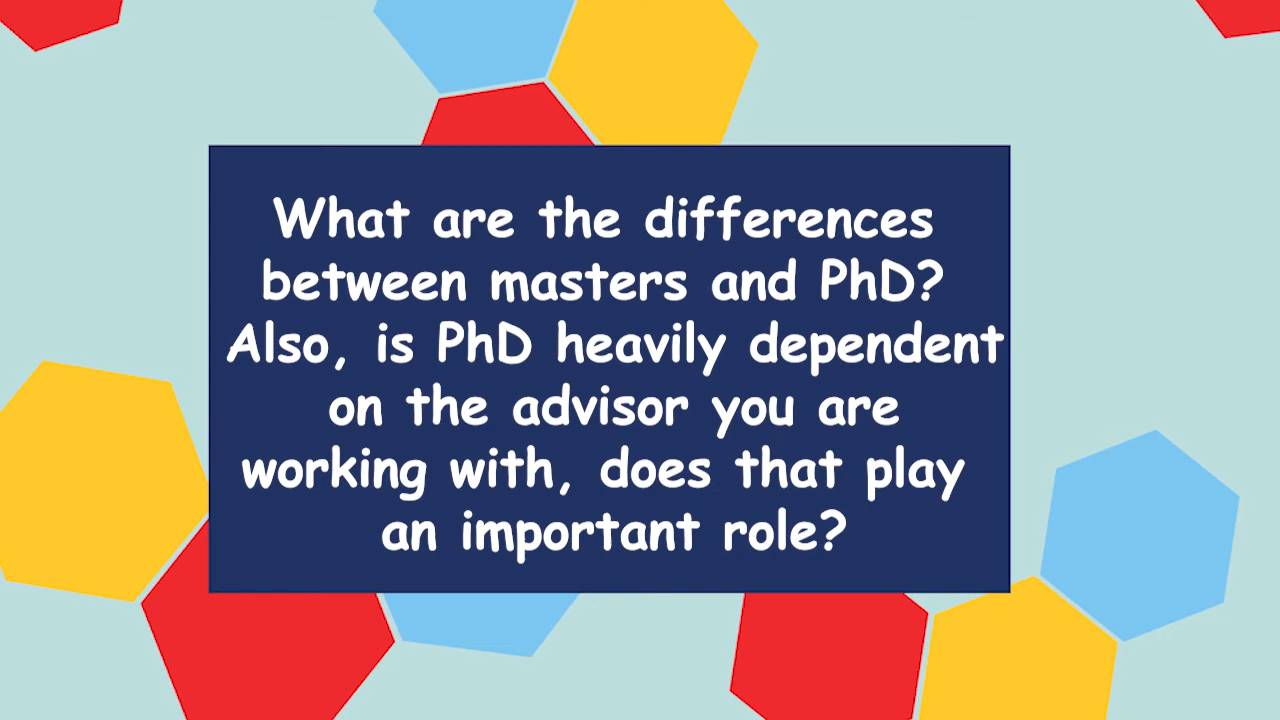 What are the differences
between masters and PhD?
Also, is PhD heavily dependent
on the advisor you are
working with, does that play
an important role?